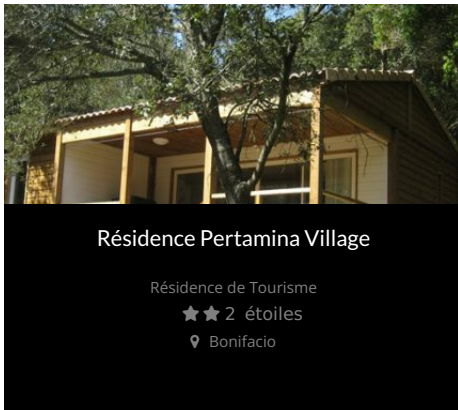 Résidence Pertamina Village
Résidence de Tourisme
2 étoiles
Bonifacio